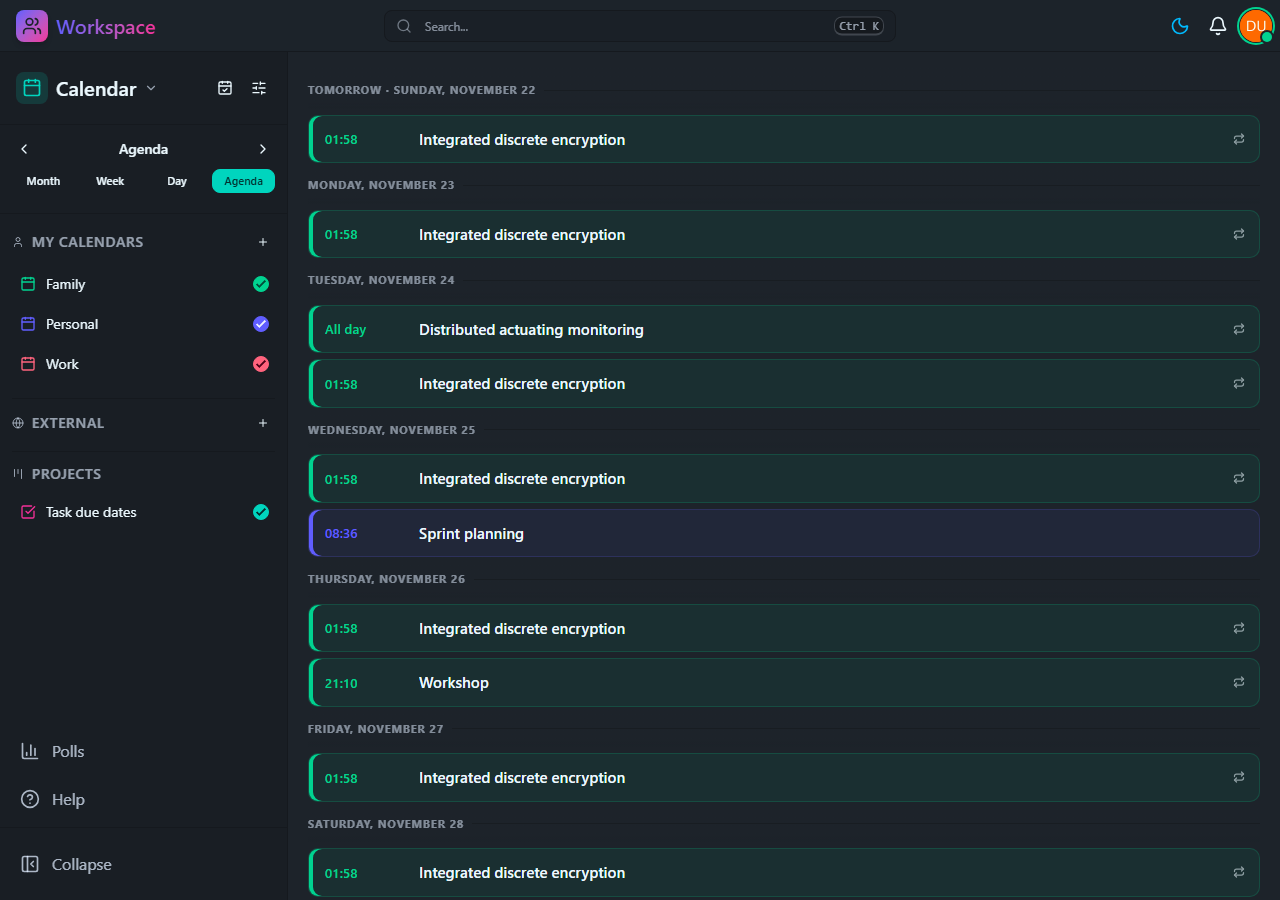 Workspace
Search...
Ctrl K
DU
Calendar
Agenda
Month Week Day Agenda
MY CALENDARS
Family
Personal
Work
EXTERNAL
PROJECTS
Task due dates
Polls
Help
Collapse
TOMORROW · SUNDAY, NOVEMBER 22
01:58 Integrated discrete encryption
MONDAY, NOVEMBER 23
01:58 Integrated discrete encryption
TUESDAY, NOVEMBER 24
All day Distributed actuating monitoring
01:58 Integrated discrete encryption
WEDNESDAY, NOVEMBER 25
01:58 Integrated discrete encryption
08:36 Sprint planning
THURSDAY, NOVEMBER 26
01:58 Integrated discrete encryption
21:10 Workshop
FRIDAY, NOVEMBER 27
01:58 Integrated discrete encryption
SATURDAY, NOVEMBER 28
01:58 Integrated discrete encryption